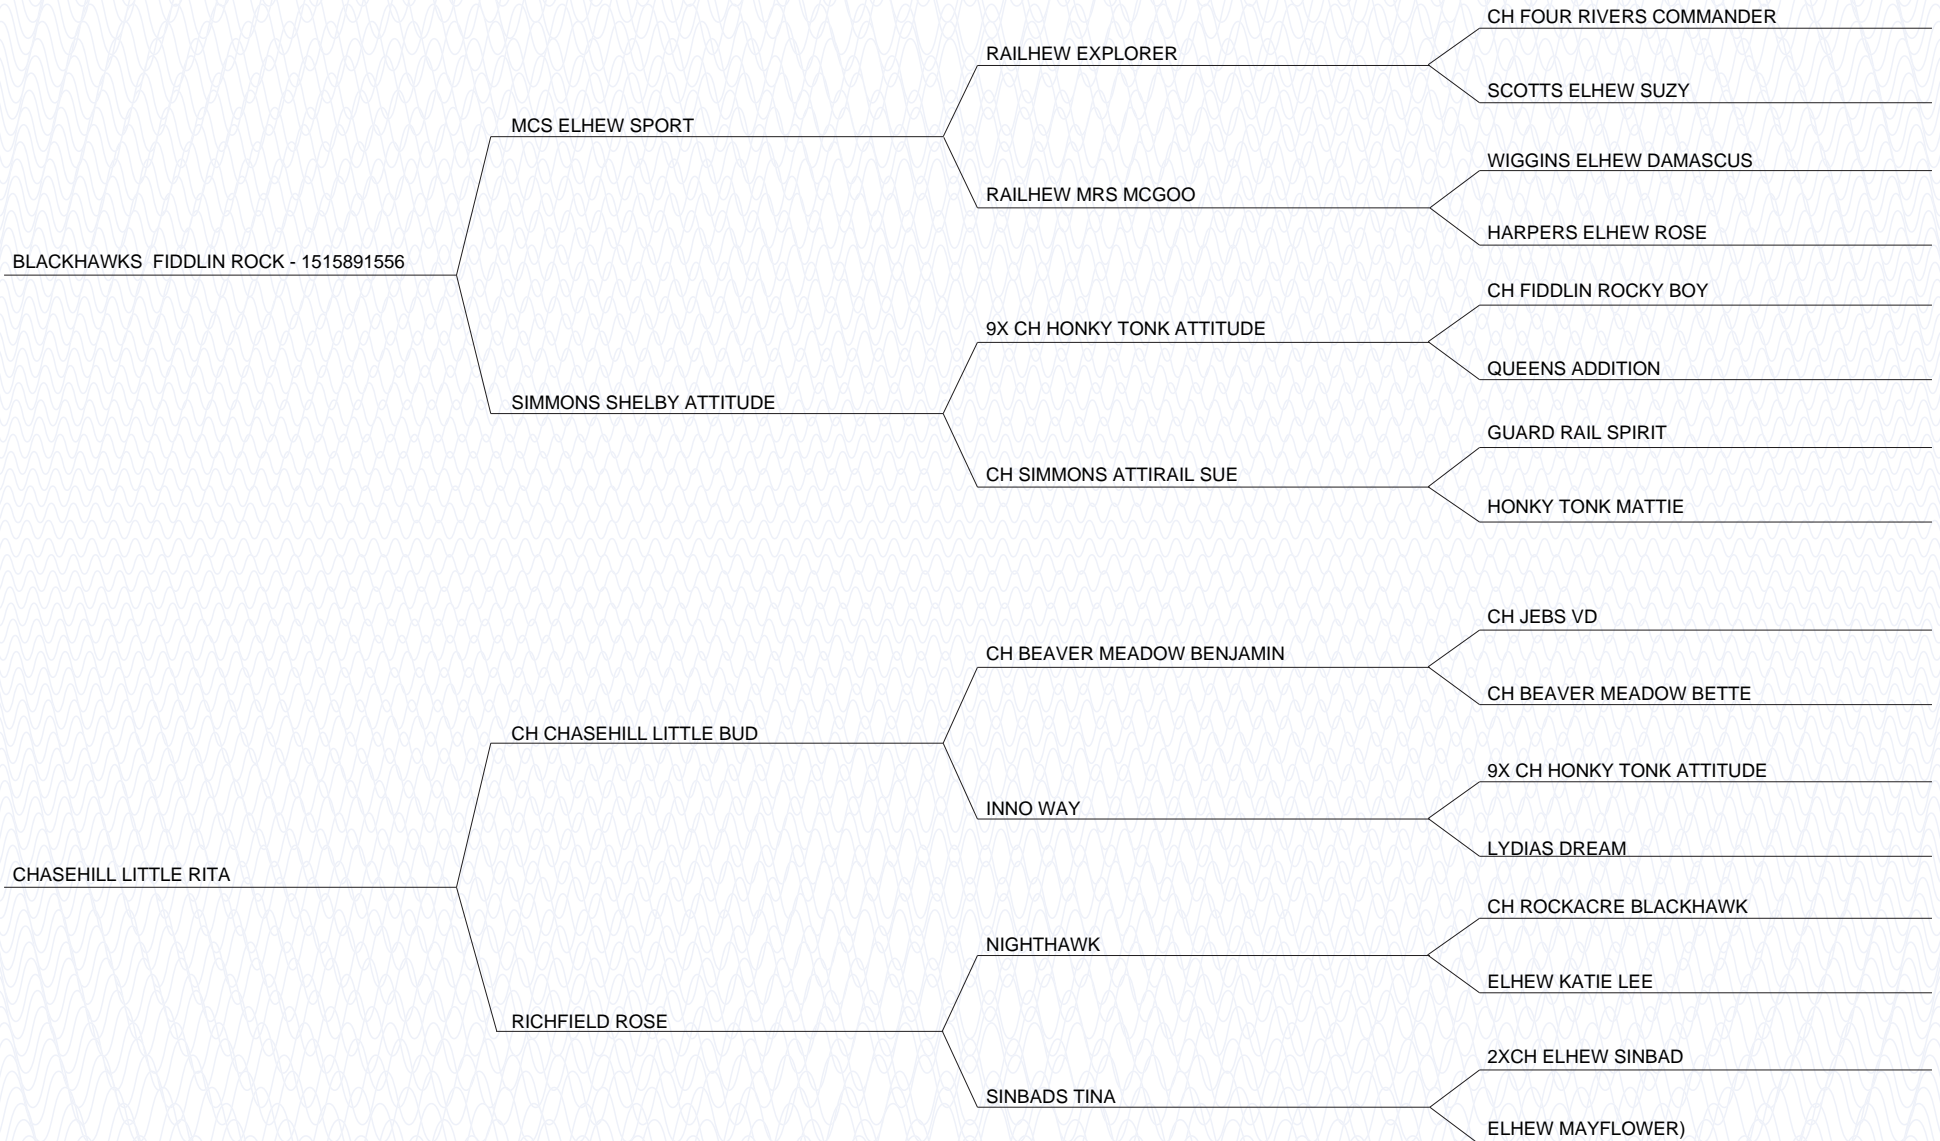 CH FOUR RIVERS COMMANDER
RAILHEW EXPLORER
SCOTTS ELHEW SUZY
MCS ELHEW SPORT
WIGGINS ELHEW DAMASCUS
RAILHEW MRS MCGOO
HARPERS ELHEW ROSE
BLACKHAWKS  FIDDLIN ROCK - 1515891556
CH FIDDLIN ROCKY BOY
9X CH HONKY TONK ATTITUDE
QUEENS ADDITION
SIMMONS SHELBY ATTITUDE
GUARD RAIL SPIRIT
CH SIMMONS ATTIRAIL SUE
HONKY TONK MATTIE
CH JEBS VD
CH BEAVER MEADOW BENJAMIN
CH BEAVER MEADOW BETTE
CH CHASEHILL LITTLE BUD
9X CH HONKY TONK ATTITUDE
INNO WAY
LYDIAS DREAM
CHASEHILL LITTLE RITA
CH ROCKACRE BLACKHAWK
NIGHTHAWK
ELHEW KATIE LEE
RICHFIELD ROSE
2XCH ELHEW SINBAD
SINBADS TINA
ELHEW MAYFLOWER)